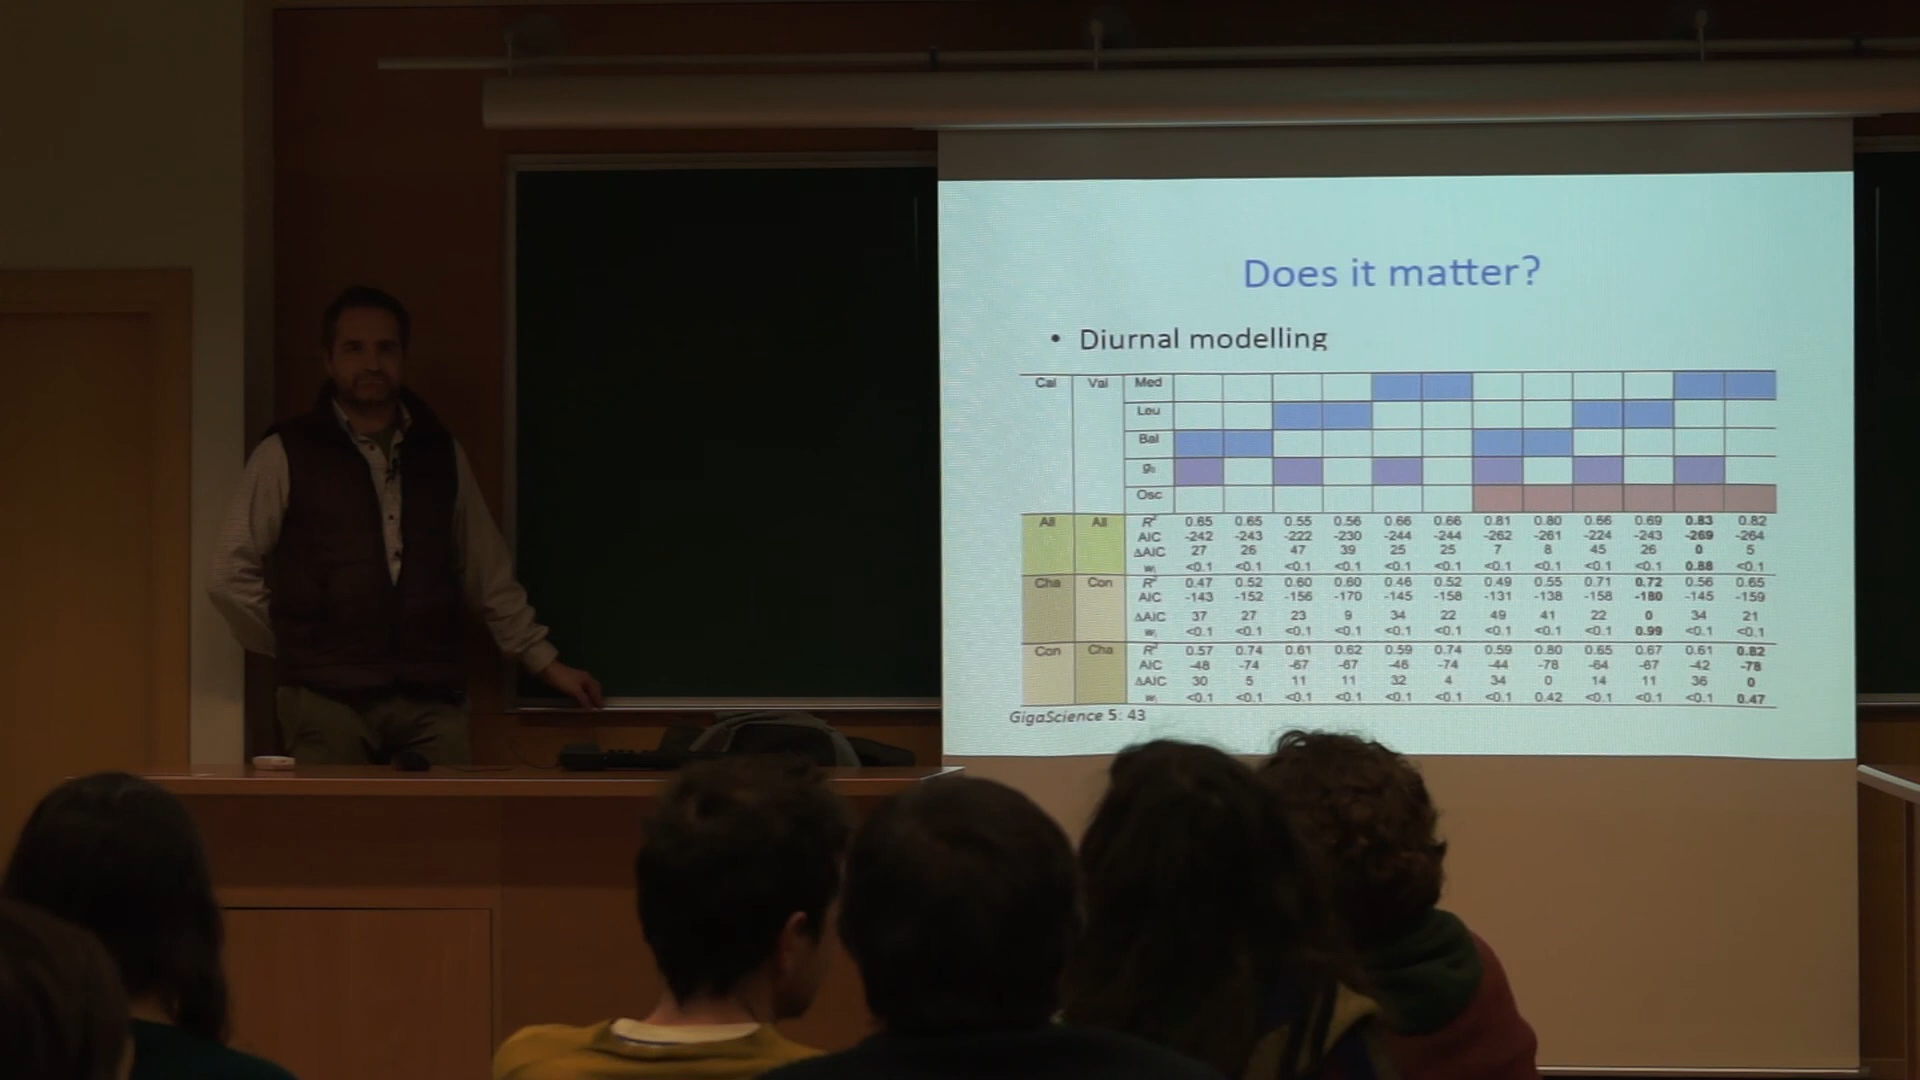 Does it matter?
• Diurnal modelling
Cal Val Med
Leu
Bal
g₀
Osc
All All R² 0.65 0.65 0.55 0.56 0.66 0.66 0.81 0.80 0.66 0.69 0.83 0.82
AIC -242 -243 -222 -230 -244 -244 -262 -261 -224 -243 -269 -264
ΔAIC 27 26 47 39 25 25 7 8 45 26 0 5
wᵢ <0.1 <0.1 <0.1 <0.1 <0.1 <0.1 <0.1 <0.1 <0.1 <0.1 0.88 <0.1
Cha Con R² 0.47 0.52 0.60 0.60 0.46 0.52 0.49 0.55 0.71 0.72 0.56 0.65
AIC -143 -152 -156 -170 -145 -158 -131 -138 -158 -180 -145 -159
ΔAIC 37 27 23 9 34 22 49 41 22 0 34 21
wᵢ <0.1 <0.1 <0.1 <0.1 <0.1 <0.1 <0.1 <0.1 <0.1 0.99 <0.1 <0.1
Con Cha R² 0.57 0.74 0.61 0.62 0.59 0.74 0.59 0.80 0.65 0.67 0.61 0.82
AIC -48 -74 -67 -67 -46 -74 -44 -78 -64 -67 -42 -78
ΔAIC 30 5 11 11 32 4 34 0 14 11 36 0
wᵢ <0.1 <0.1 <0.1 <0.1 <0.1 <0.1 <0.1 0.42 <0.1 <0.1 <0.1 0.47
GigaScience 5: 43